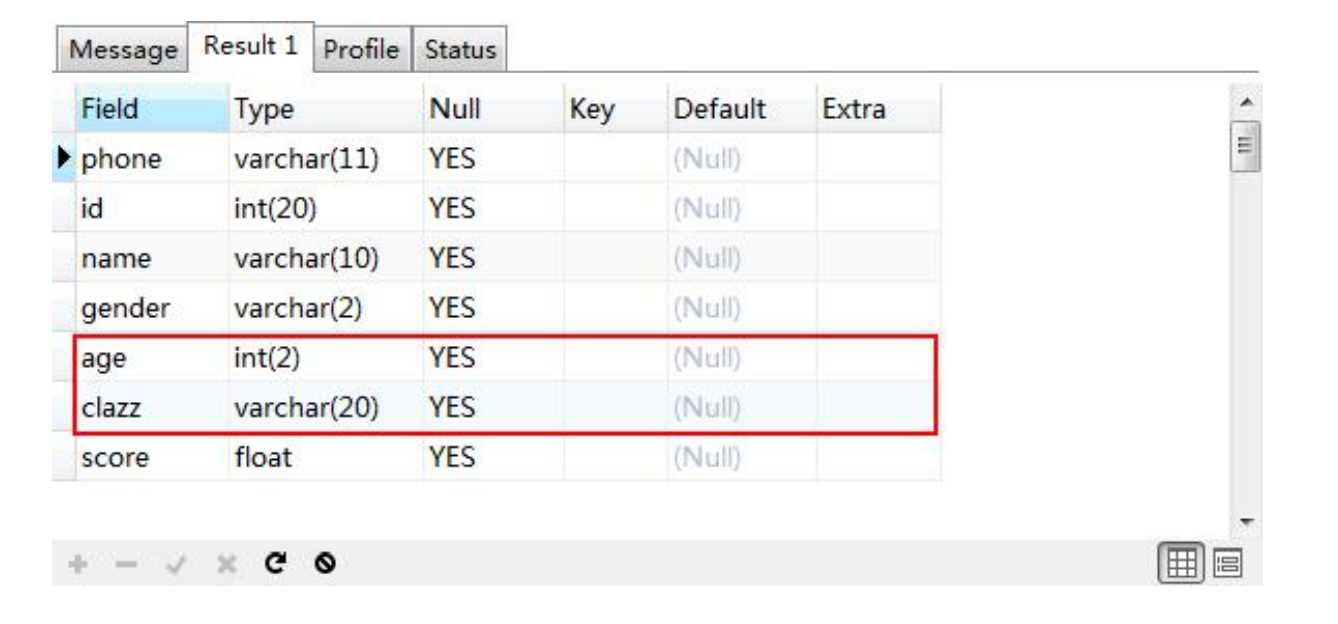 Message Result 1 Profile Status
Field Type Null Key Default Extra
phone varchar(11) YES (Null)
id int(20) YES (Null)
name varchar(10) YES (Null)
gender varchar(2) YES (Null)
age int(2) YES (Null)
clazz varchar(20) YES (Null)
score float YES (Null)